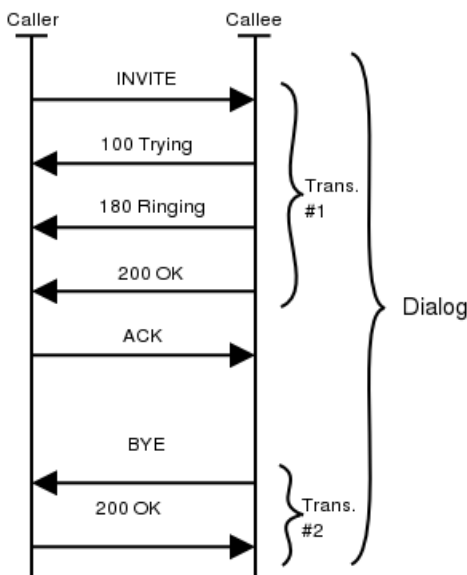 Caller Callee
INVITE
100 Trying
180 Ringing
Trans.
#1
200 OK
Dialog
ACK
BYE
200 OK
Trans.
#2